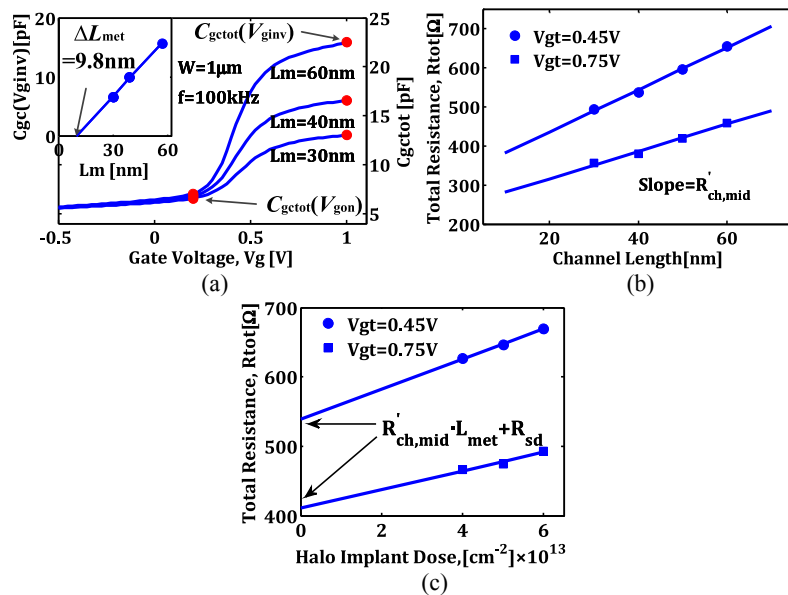 Cgc(Vginv)[pF]
20
10
15
0
ΔLmet
=9.8nm
0 30 60
Lm [nm]
Cgctot(Vginv)
W=1μm
f=100kHz
Lm=60nm
Lm=40nm
Lm=30nm
Cgctot(Vgon)
25
20
15
10
5
Cgctot [pF]
-0.5 0 0.5 1
Gate Voltage, Vg [V]
(a)
Total Resistance, Rtot[Ω]
700
600
500
400
300
200
Vgt=0.45V
Vgt=0.75V
Slope=R'ch,mid
20 40 60
Channel Length[nm]
(b)
Total Resistance, Rtot[Ω]
700
600
500
400
Vgt=0.45V
Vgt=0.75V
R'ch,mid·Lmet+Rsd
0 2 4 6
Halo Implant Dose,[cm-2]×10^13
(c)